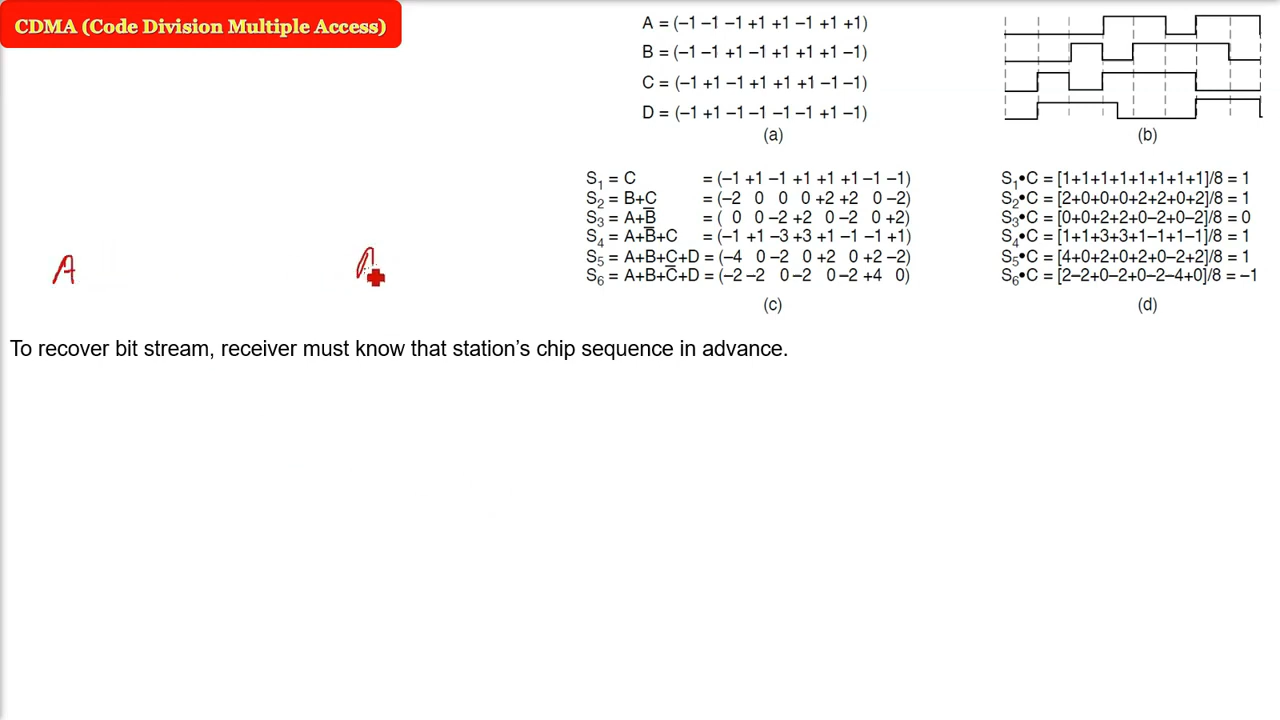 CDMA (Code Division Multiple Access)
A = (–1 –1 –1 +1 +1 –1 +1 +1)
B = (–1 –1 +1 –1 +1 +1 +1 –1)
C = (–1 +1 –1 +1 +1 +1 –1 –1)
D = (–1 +1 –1 –1 –1 –1 +1 –1)
(a)
(b)
S₁ = C = (–1 +1 –1 +1 +1 +1 –1 –1)
S₂ = B+C = (–2 0 0 0 +2 +2 0 –2)
S₃ = A+B̅ = ( 0 0 –2 +2 0 –2 0 +2)
S₄ = A+B̅+C = (–1 +1 –3 +3 +1 –1 –1 +1)
S₅ = A+B+C+D = (–4 0 –2 0 +2 0 +2 –2)
S₆ = A+B+C̅+D = (–2 –2 0 –2 0 –2 +4 0)
(c)
S₁•C = [1+1+1+1+1+1+1+1]/8 = 1
S₂•C = [2+0+0+0+2+2+0+2]/8 = 1
S₃•C = [0+0+2+2+0–2+0–2]/8 = 0
S₄•C = [1+1+3+3+1–1+1–1]/8 = 1
S₅•C = [4+0+2+0+2+0–2+2]/8 = 1
S₆•C = [2–2+0–2+0–2–4+0]/8 = –1
(d)
A
To recover bit stream, receiver must know that station’s chip sequence in advance.